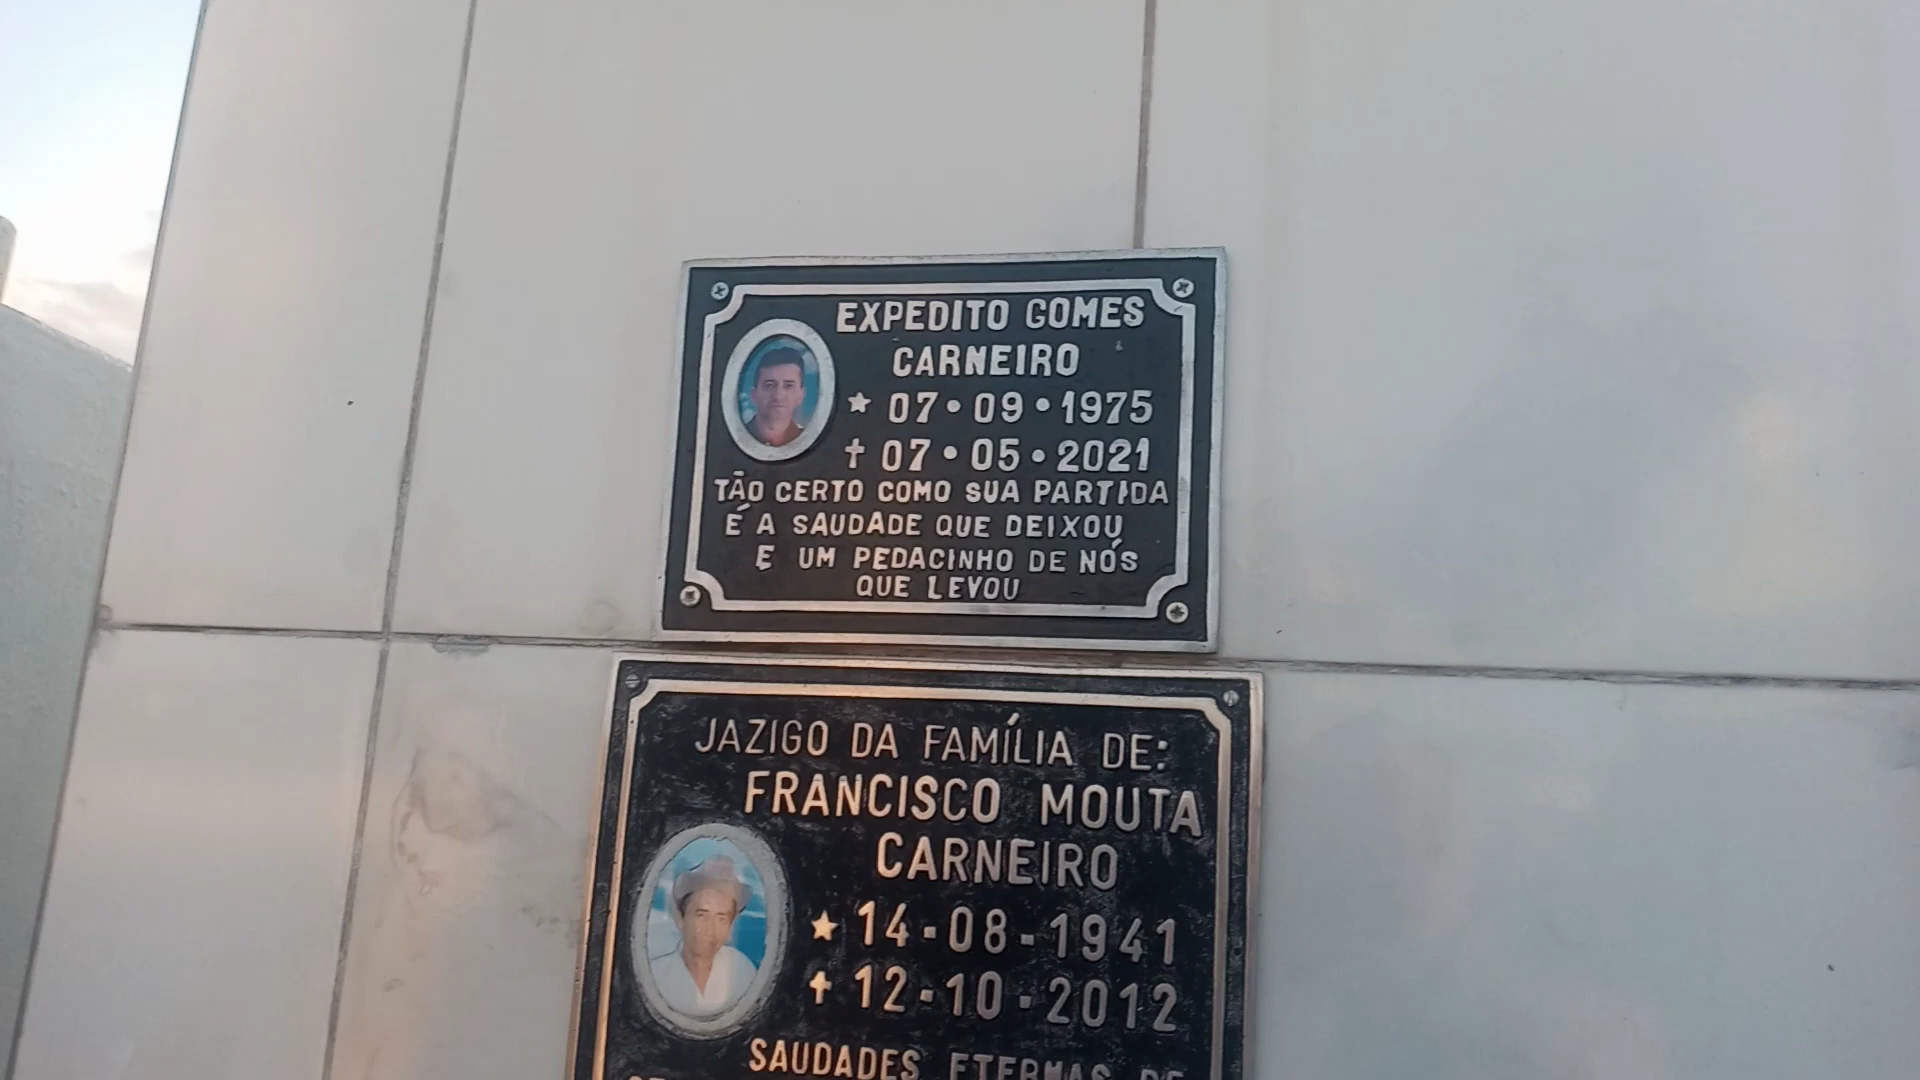 EXPEDITO GOMES
CARNEIRO
★ 07•09•1975
✝ 07•05•2021
TÃO CERTO COMO SUA PARTIDA
É A SAUDADE QUE DEIXOU
E UM PEDACINHO DE NÓS
QUE LEVOU
JAZIGO DA FAMÍLIA DE:
FRANCISCO MOUTA
CARNEIRO
★ 14-08-1941
✝ 12-10-2012
SAUDADES ETERNAS DE